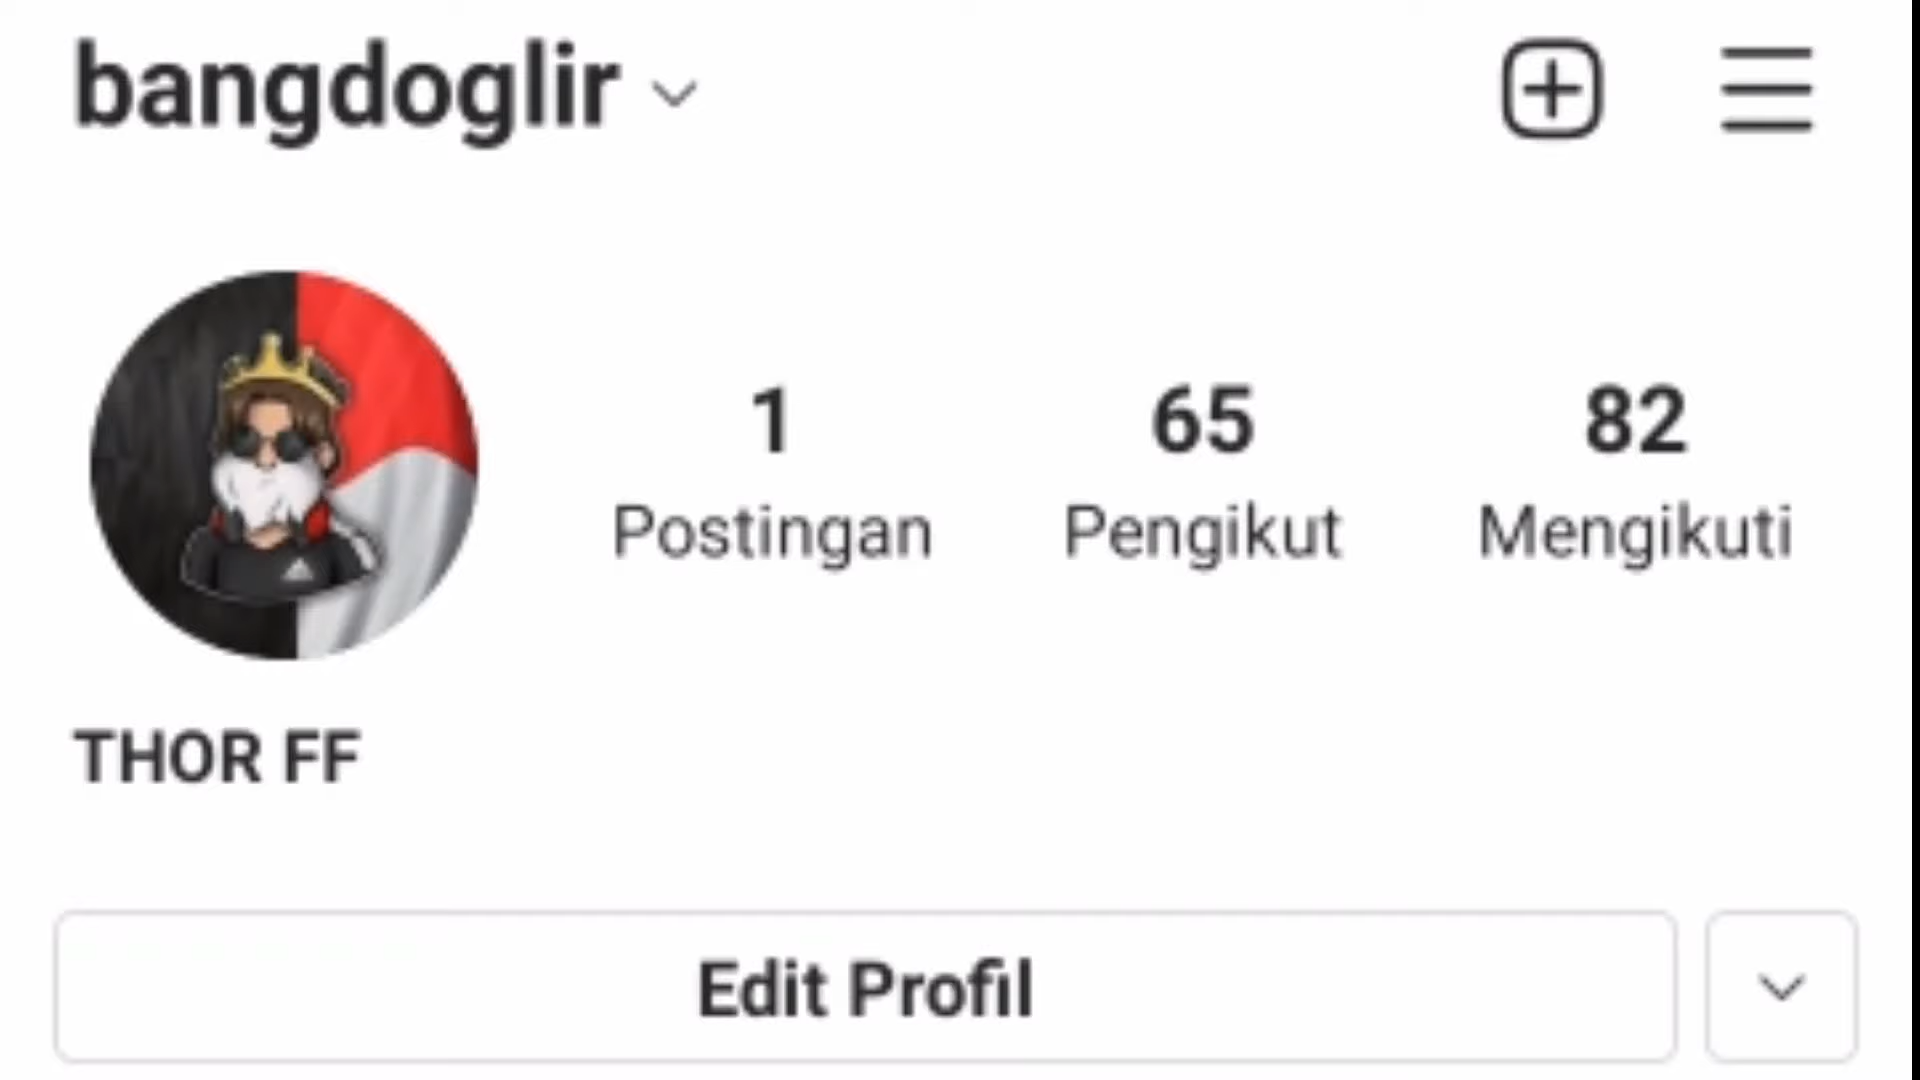 bangdoglir
1 65 82
Postingan Pengikut Mengikuti
THOR FF
Edit Profil